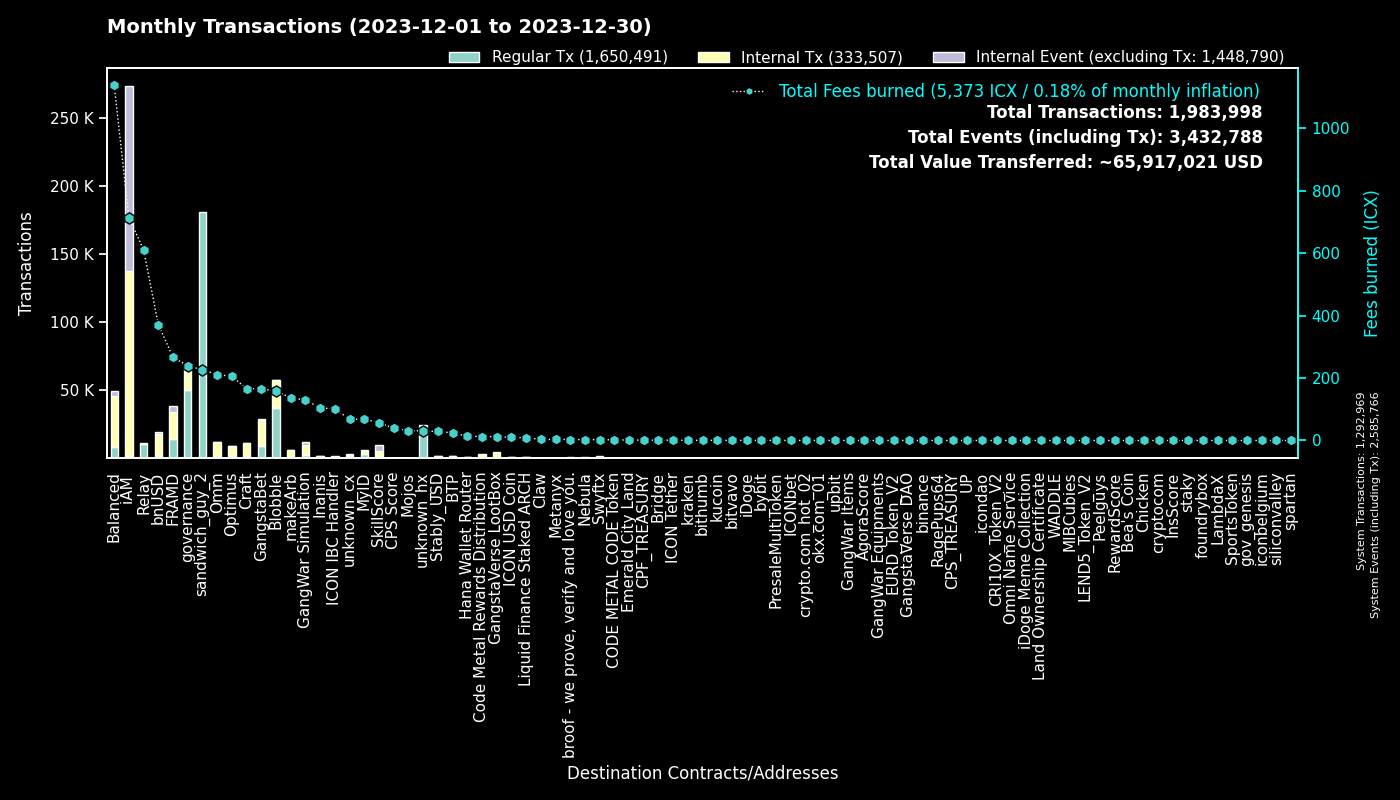 Monthly Transactions (2023-12-01 to 2023-12-30)
Regular Tx (1,650,491)
Internal Tx (333,507)
Internal Event (excluding Tx: 1,448,790)
Total Fees burned (5,373 ICX / 0.18% of monthly inflation)
Total Transactions: 1,983,998
Total Events (including Tx): 3,432,788
Total Value Transferred: ~65,917,021 USD
Transactions
250 K
200 K
150 K
100 K
50 K
1000
800
600
400
200
0
Fees burned (ICX)
System Transactions: 1,292,969
System Events (including Tx): 2,585,766
Balanced
IAM
Relay
bnUSD
FRAMD
governance
sandwich_guy_2
Omm
Optimus
Craft
GangstaBet
Blobble
makeArb
GangWar Simulation
Inanis
ICON IBC Handler
unknown_cx
MyID
SkillScore
CPS Score
Mojos
unknown_hx
Stably_USD
BTP
Hana Wallet Router
Code Metal Rewards Distribution
GangstaVerse LootBox
ICON USD Coin
Liquid Finance Staked ARCH
Claw
Metanyx
broof - we prove, verify and love you.
Nebula
Swyftx
CODE METAL CODE Token
Emerald City Land
CPF_TREASURY
Bridge
ICON Tether
kraken
bithumb
kucoin
bitvavo
iDoge
bybit
PresaleMultiToken
ICONbet
crypto.com_hot_02
okx.com_01
upbit
GangWar Items
AgoraScore
GangWar Equipments
EURD_Token_V2
GangstaVerse DAO
binance
RagePups64
CPS_TREASURY
UP
icondao
CRI10X_Token_V2
Omni Name Service
iDoge Meme Collection
Land Ownership Certificate
WADDLE
MIBCubies
LEND5_Token_V2
PeelGuys
RewardScore
Bea's Coin
Chicken
cryptocom
InsScore
staky
foundrybox
LambdaX
SportsToken
gov_genesis
iconbelgium
siliconvalley
spartan
Destination Contracts/Addresses